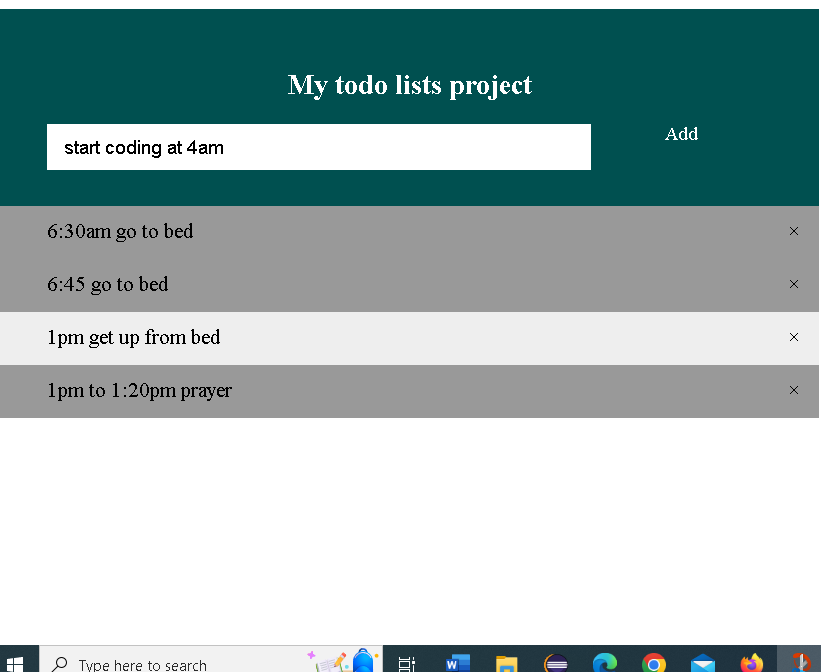 My todo lists project
start coding at 4am
Add
6:30am go to bed
×
6:45 go to bed
×
1pm get up from bed
×
1pm to 1:20pm prayer
×
Type here to search